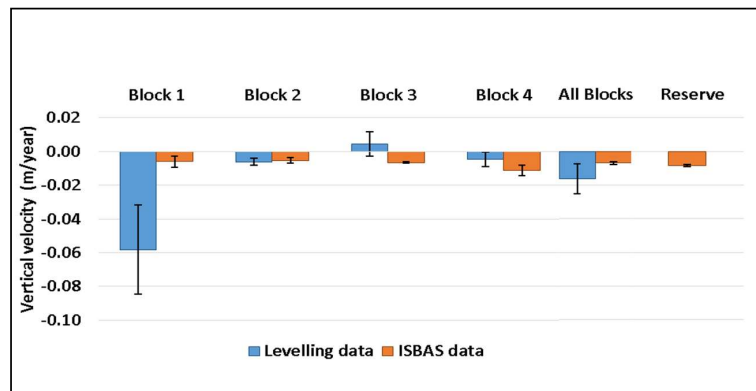 Block 1 Block 2 Block 3 Block 4 All Blocks Reserve
0.02
0.00
-0.02
-0.04
-0.06
-0.08
-0.10
Vertical velocity (m/year)
Levelling data ISBAS data